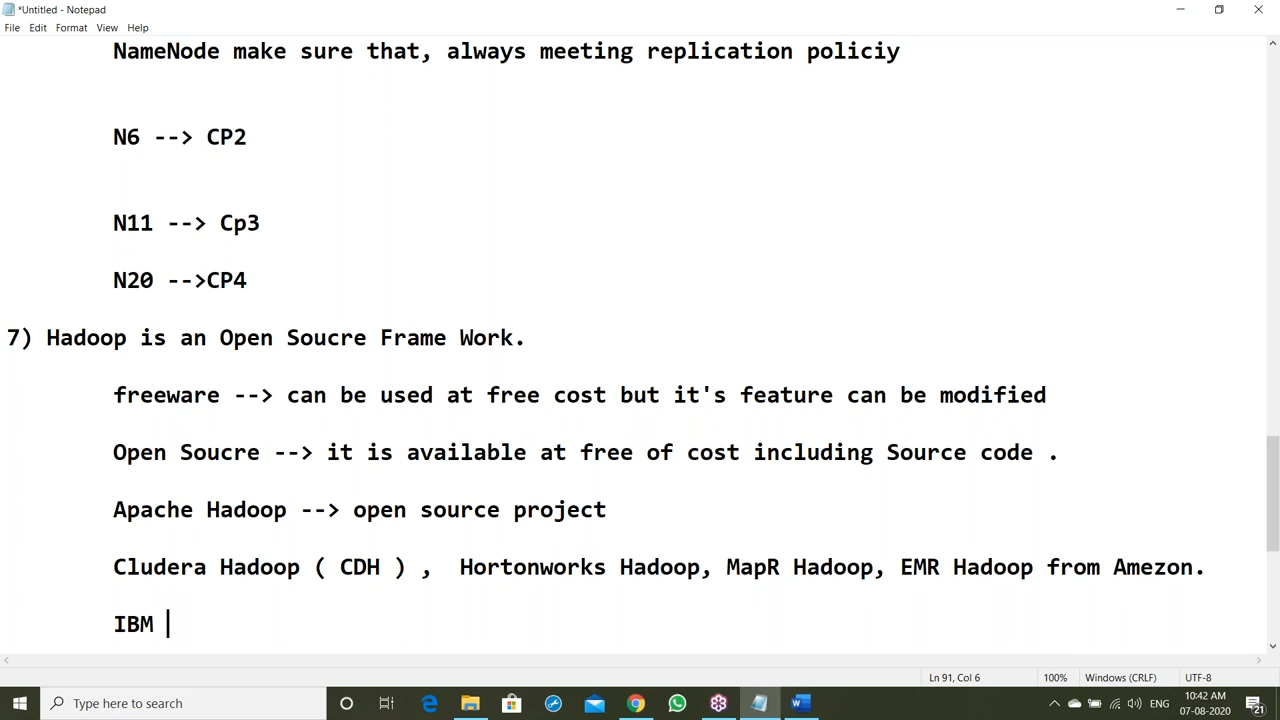 *Untitled - Notepad
File Edit Format View Help
NameNode make sure that, always meeting replication policiy
N6 --> CP2
N11 --> Cp3
N20 -->CP4
7) Hadoop is an Open Soucre Frame Work.
freeware --> can be used at free cost but it's feature can be modified
Open Soucre --> it is available at free of cost including Source code .
Apache Hadoop --> open source project
Cludera Hadoop ( CDH ) , Hortonworks Hadoop, MapR Hadoop, EMR Hadoop from Amezon.
IBM
Ln 91, Col 6 100% Windows (CRLF) UTF-8
Type here to search ENG 10:42 AM
07-08-2020 21